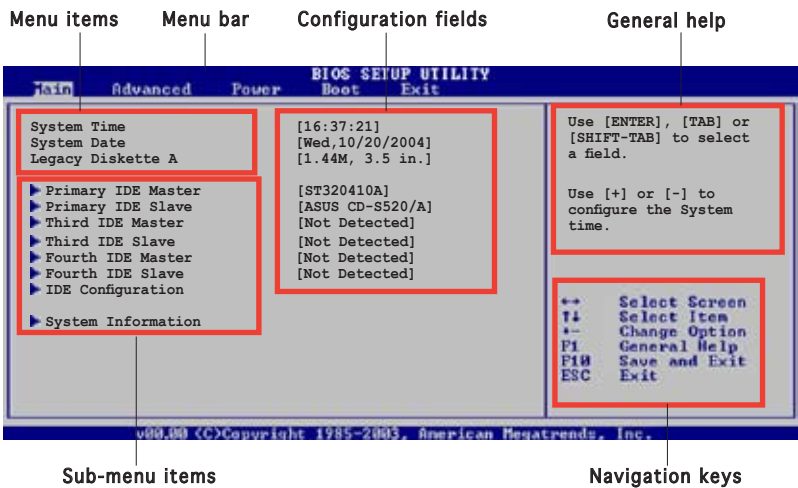 Menu items Menu bar Configuration fields General help
BIOS SETUP UTILITY
Main Advanced Power Boot Exit
System Time [16:37:21]
System Date [Wed,10/20/2004]
Legacy Diskette A [1.44M, 3.5 in.]
Primary IDE Master [ST320410A]
Primary IDE Slave [ASUS CD-S520/A]
Third IDE Master [Not Detected]
Third IDE Slave [Not Detected]
Fourth IDE Master [Not Detected]
Fourth IDE Slave [Not Detected]
IDE Configuration
System Information
Use [ENTER], [TAB] or
[SHIFT-TAB] to select
a field.
Use [+] or [-] to
configure the System
time.
↔ Select Screen
↑↓ Select Item
+- Change Option
F1 General Help
F10 Save and Exit
ESC Exit
v00.00 (C)Copyright 1985-2003, American Megatrends, Inc.
Sub-menu items Navigation keys